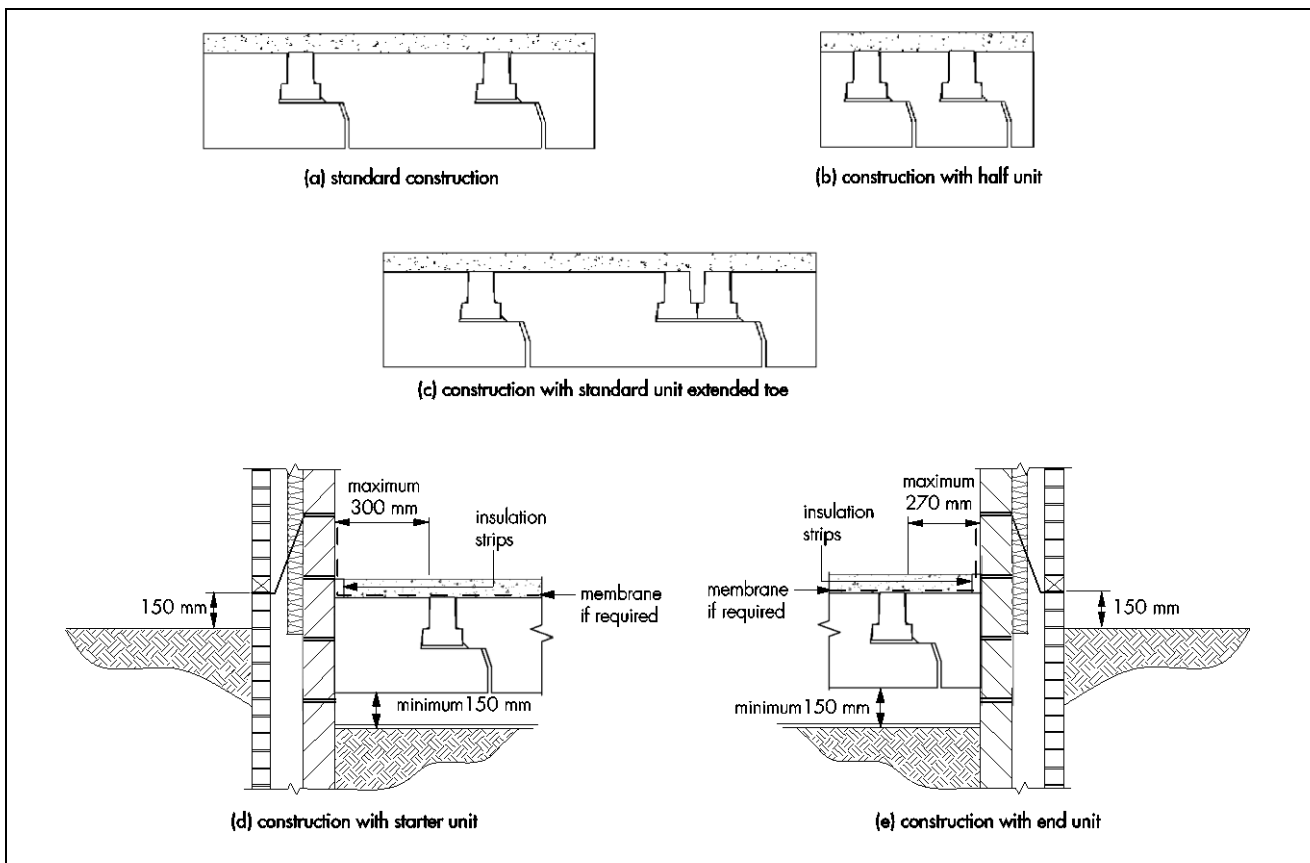 (a) standard construction
(b) construction with half unit
(c) construction with standard unit extended toe
maximum
300 mm
insulation
strips
membrane
if required
150 mm
minimum150 mm
(d) construction with starter unit
maximum
270 mm
insulation
strips
membrane
if required
150 mm
minimum150 mm
(e) construction with end unit